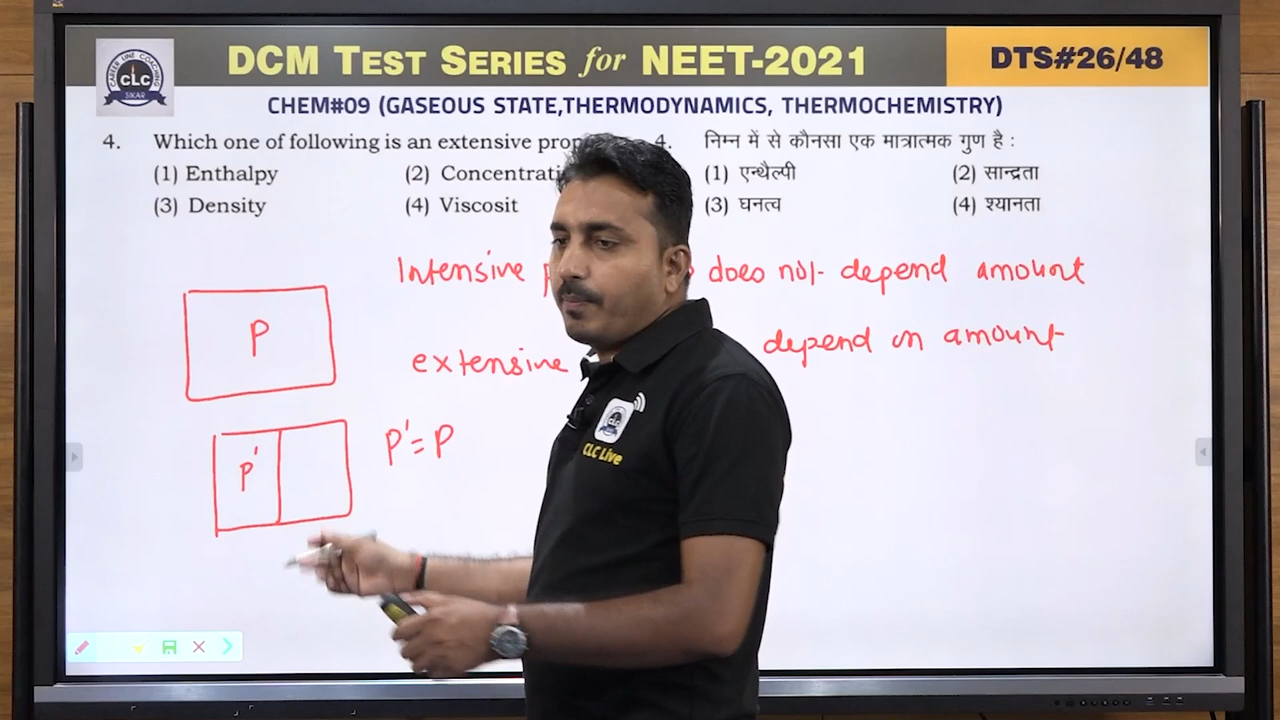 DCM TEST SERIES for NEET-2021
DTS#26/48
CLC
SIKAR
CHEM#09 (GASEOUS STATE,THERMODYNAMICS, THERMOCHEMISTRY)
4. Which one of following is an extensive
(1) Enthalpy (2)
(3) Density (4) Viscosit
4. निम्न में से कौनसा एक मात्रात्मक गुण है :
(1) एन्थैल्पी (2) सान्द्रता
(3) घनत्व (4) श्यानता
Intensive does not depend amount
P
extensive depend on amount
P' P'=P
CLC
CLC Live